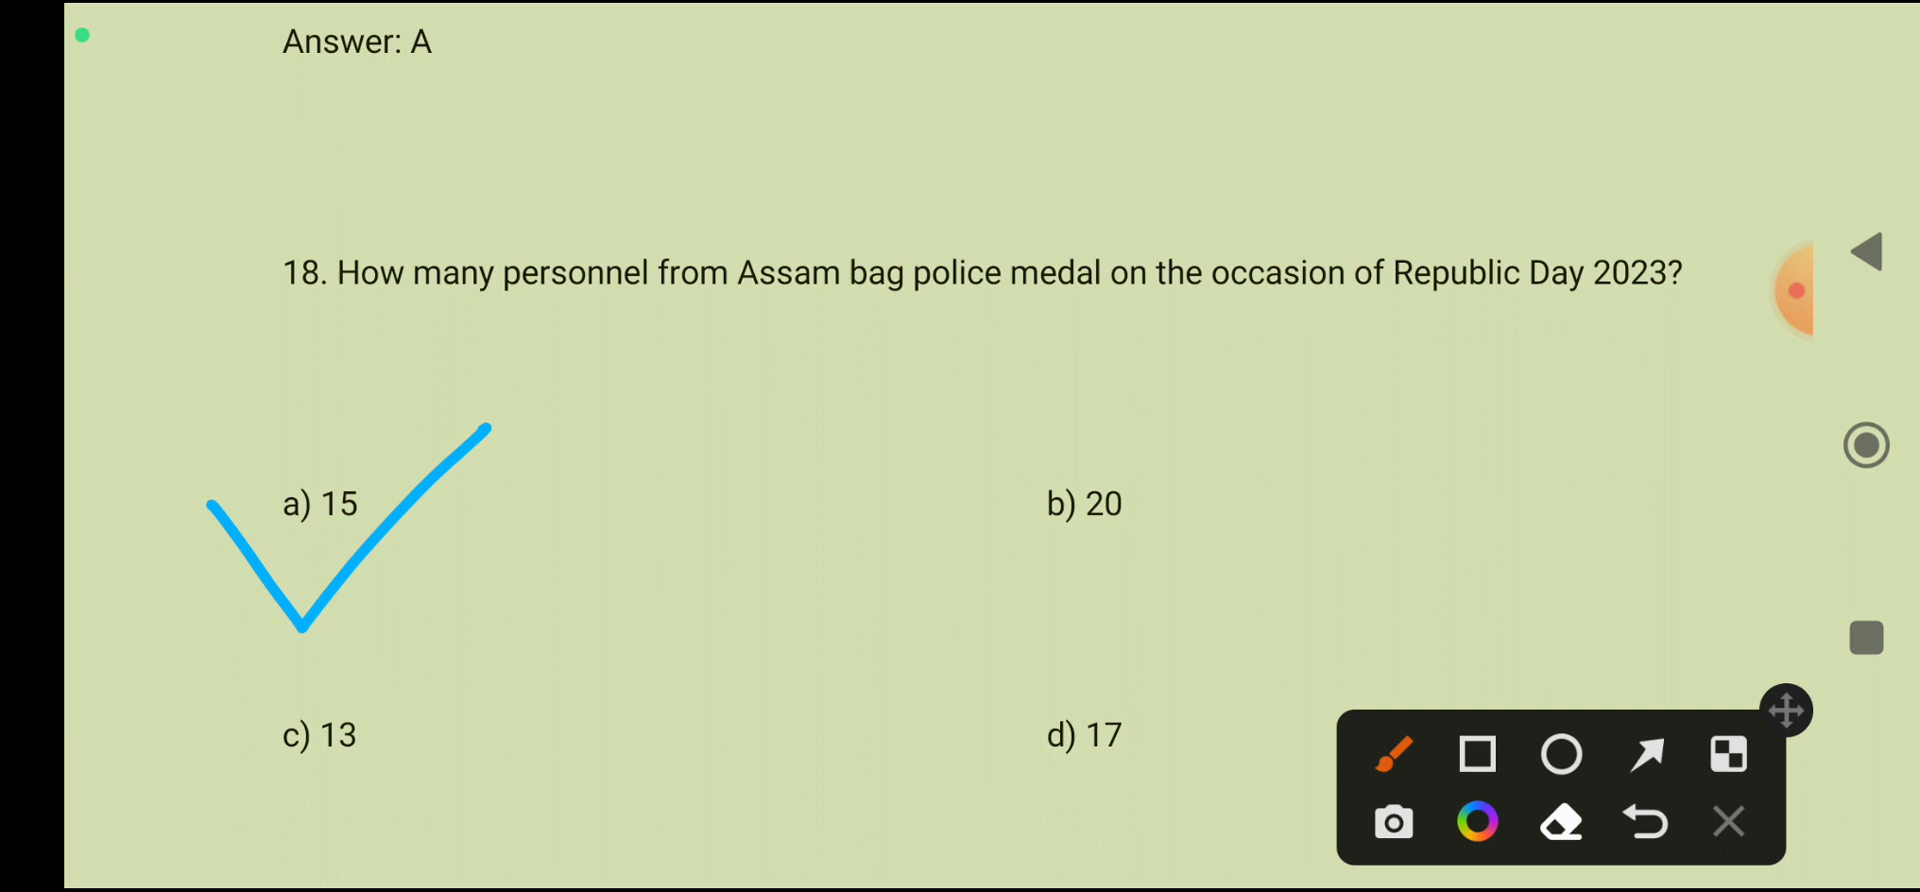 Answer: A
18. How many personnel from Assam bag police medal on the occasion of Republic Day 2023?
a) 15
b) 20
c) 13
d) 17